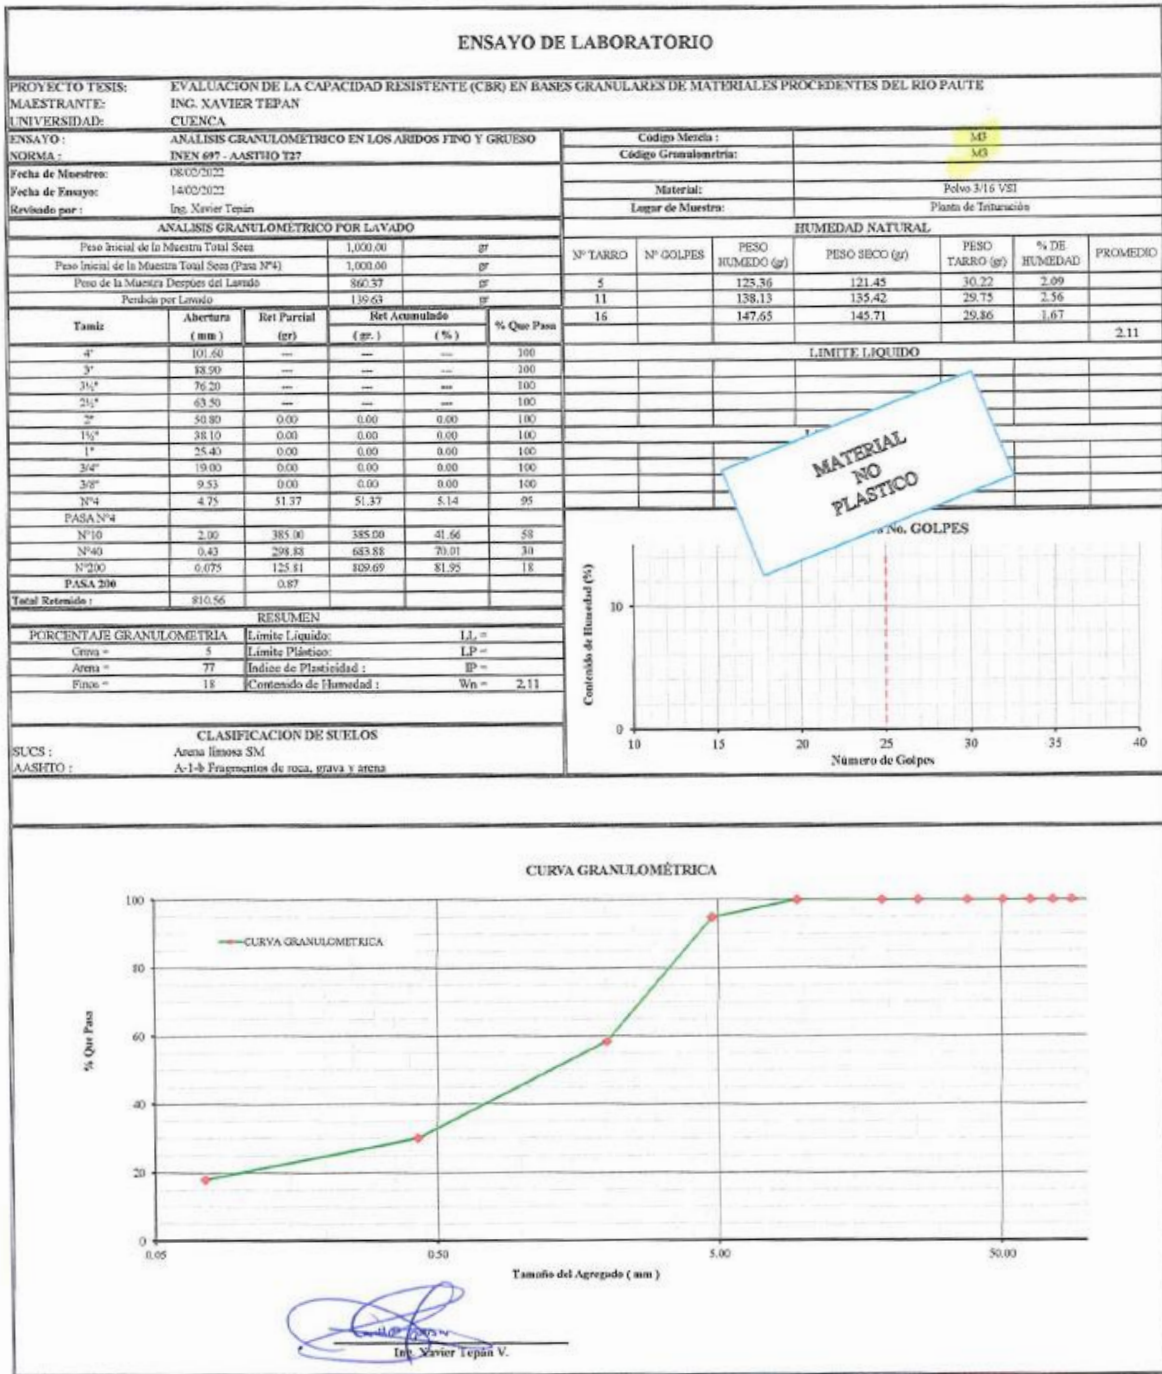 ENSAYO DE LABORATORIO
PROYECTO TESIS: EVALUACION DE LA CAPACIDAD RESISTENTE (CBR) EN BASES GRANULARES DE MATERIALES PROCEDENTES DEL RIO PAUTE
MAESTRANTE: ING. XAVIER TEPAN
UNIVERSIDAD: CUENCA
ENSAYO : ANALISIS GRANULOMETRICO EN LOS ARIDOS FINO Y GRUESO
NORMA : INEN 697 - AASTHO T27
Fecha de Muestreo: 08/02/2022
Fecha de Ensayo: 14/02/2022
Revisado por : Ing. Xavier Tepán
Código Mezcla : M3
Código Granulometria: M3
Material: Polvo 3/16 VSI
Lugar de Muestra: Planta de Trituración
ANALISIS GRANULOMÉTRICO POR LAVADO
Peso Inicial de la Muestra Total Seca 1,000.00 gr
Peso Inicial de la Muestra Total Seca (Pasa Nº4) 1,000.00 gr
Peso de la Muestra Despúes del Lavado 860.37 gr
Perdida por Lavado 139.63 gr
Tamiz Abertura ( mm ) Ret Parcial (gr) Ret Acumulado ( gr. ) ( % ) % Que Pasa
4" 101.60 --- --- --- 100
3" 88.90 --- --- --- 100
3½" 76.20 --- --- --- 100
2½" 63.50 --- --- --- 100
2" 50.80 0.00 0.00 0.00 100
1½" 38.10 0.00 0.00 0.00 100
1" 25.40 0.00 0.00 0.00 100
3/4" 19.00 0.00 0.00 0.00 100
3/8" 9.53 0.00 0.00 0.00 100
Nº4 4.75 51.37 51.37 5.14 95
PASA Nº4
Nº10 2.00 385.00 385.00 41.66 58
Nº40 0.43 298.88 683.88 70.01 30
Nº200 0.075 125.81 809.69 81.95 18
PASA 200 0.87
Total Retenido : 810.56
RESUMEN
PORCENTAJE GRANULOMETRÍA Límite Líquido: LL =
Grava = 5 Límite Plástico: LP =
Arena = 77 Indice de Plasticidad : IP =
Finos = 18 Contenido de Humedad : Wn = 2.11
CLASIFICACION DE SUELOS
SUCS : Arena limosa SM
AASHTO : A-1-b Fragmentos de roca, grava y arena
HUMEDAD NATURAL
Nº TARRO Nº GOLPES PESO HUMEDO (gr) PESO SECO (gr) PESO TARRO (gr) % DE HUMEDAD PROMEDIO
5 123.36 121.45 30.22 2.09
11 138.13 135.42 29.75 2.56
16 147.65 145.71 29.86 1.67
2.11
LIMITE LIQUIDO
MATERIAL
NO
PLASTICO
No. GOLPES
Contenido de Humedad (%)
10
0
10 15 20 25 30 35 40
Número de Golpes
CURVA GRANULOMÉTRICA
CURVA GRANULOMETRICA
% Que Pasa
100
80
60
40
20
0
0.05 0.50 5.00 50.00
Tamaño del Agregado ( mm )
Ing. Xavier Tepán V.